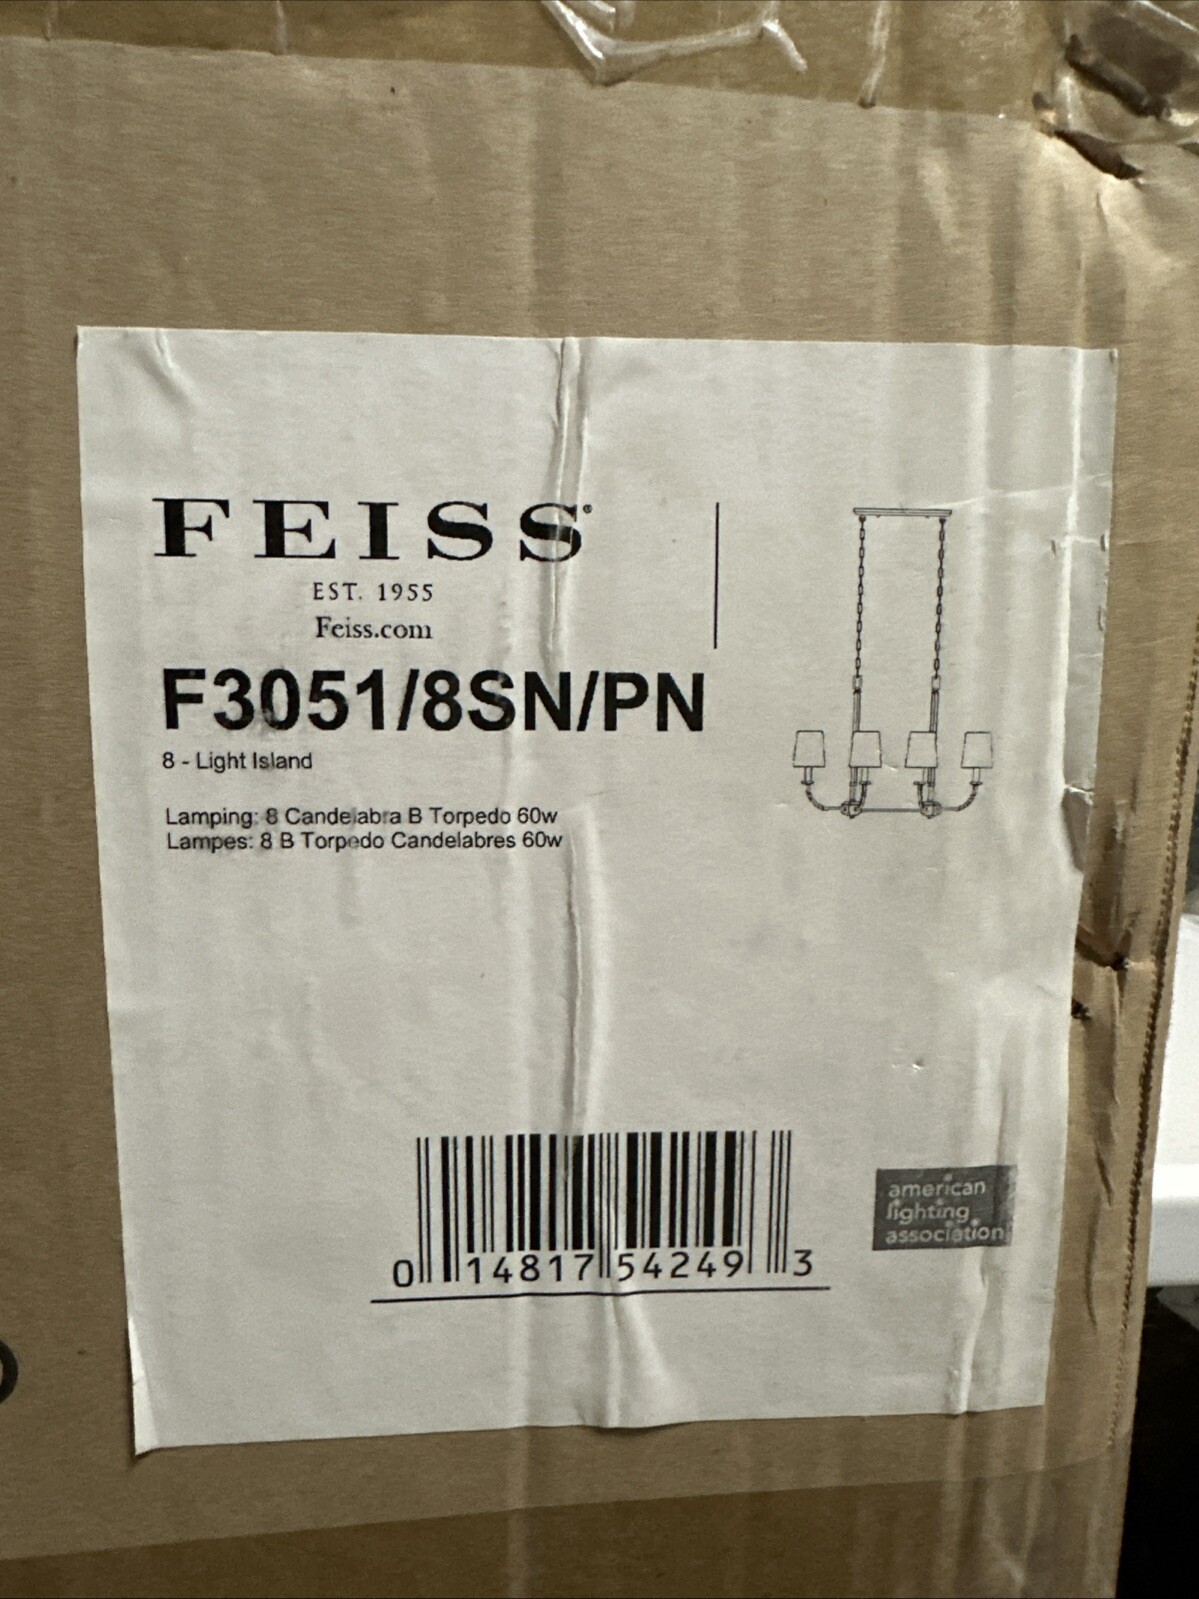 FEISS®
EST. 1955
Feiss.com
F3051/8SN/PN
8 - Light Island
Lamping: 8 Candelabra B Torpedo 60w
Lampes: 8 B Torpedo Candelabres 60w
0 14817 54249 3
american
lighting
association